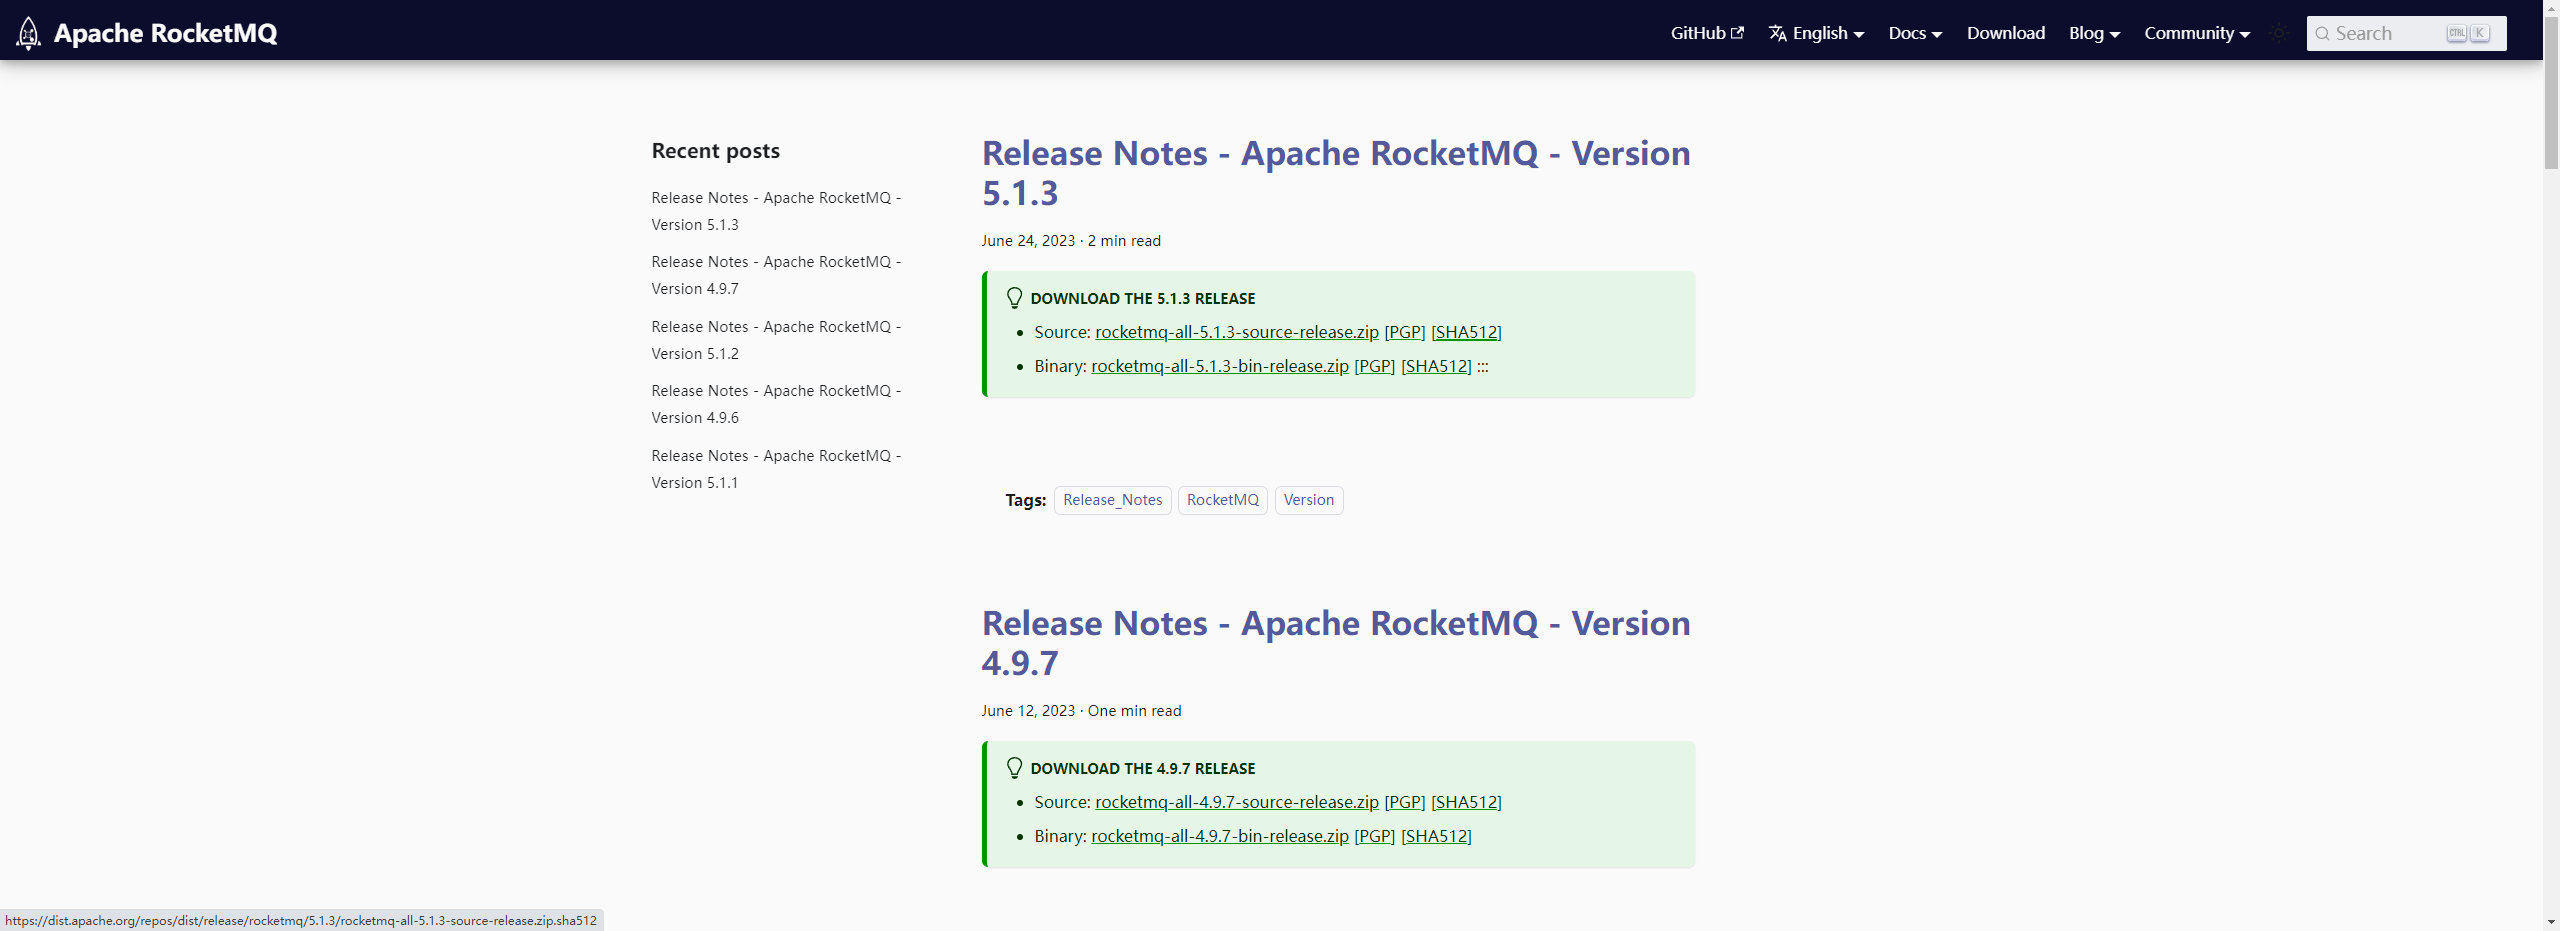 Apache RocketMQ
GitHub English Docs Download Blog Community Search CTRL K
Recent posts
Release Notes - Apache RocketMQ -
Version 5.1.3
Release Notes - Apache RocketMQ -
Version 4.9.7
Release Notes - Apache RocketMQ -
Version 5.1.2
Release Notes - Apache RocketMQ -
Version 4.9.6
Release Notes - Apache RocketMQ -
Version 5.1.1
Release Notes - Apache RocketMQ - Version
5.1.3
June 24, 2023 · 2 min read
DOWNLOAD THE 5.1.3 RELEASE
Source: rocketmq-all-5.1.3-source-release.zip [PGP] [SHA512]
Binary: rocketmq-all-5.1.3-bin-release.zip [PGP] [SHA512] :::
Tags: Release_Notes RocketMQ Version
Release Notes - Apache RocketMQ - Version
4.9.7
June 12, 2023 · One min read
DOWNLOAD THE 4.9.7 RELEASE
Source: rocketmq-all-4.9.7-source-release.zip [PGP] [SHA512]
Binary: rocketmq-all-4.9.7-bin-release.zip [PGP] [SHA512]
https://dist.apache.org/repos/dist/release/rocketmq/5.1.3/rocketmq-all-5.1.3-source-release.zip.sha512